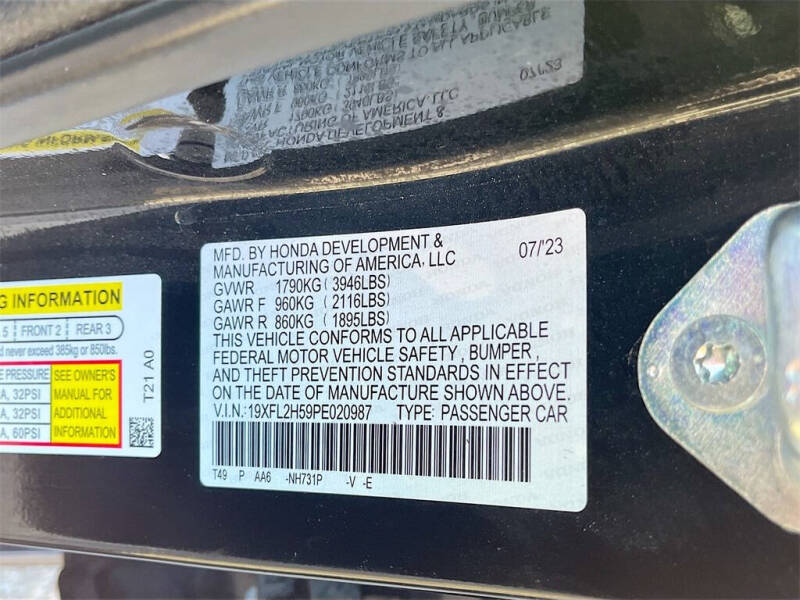 MFD. BY HONDA DEVELOPMENT & 07/'23
MANUFACTURING OF AMERICA, LLC
GVWR 1790KG ( 3946LBS)
GAWR F 960KG ( 2116LBS)
GAWR R 860KG ( 1895LBS)
THIS VEHICLE CONFORMS TO ALL APPLICABLE
FEDERAL MOTOR VEHICLE SAFETY , BUMPER ,
AND THEFT PREVENTION STANDARDS IN EFFECT
ON THE DATE OF MANUFACTURE SHOWN ABOVE.
V.I.N.:19XFL2H59PE020987 TYPE: PASSENGER CAR
T49 P AA6 -NH731P -V -E
G INFORMATION
5 FRONT 2 REAR 3
d never exceed 385kg or 850lbs.
E PRESSURE SEE OWNER'S
A, 32PSI MANUAL FOR
A, 32PSI ADDITIONAL
A, 60PSI INFORMATION
T21 A0